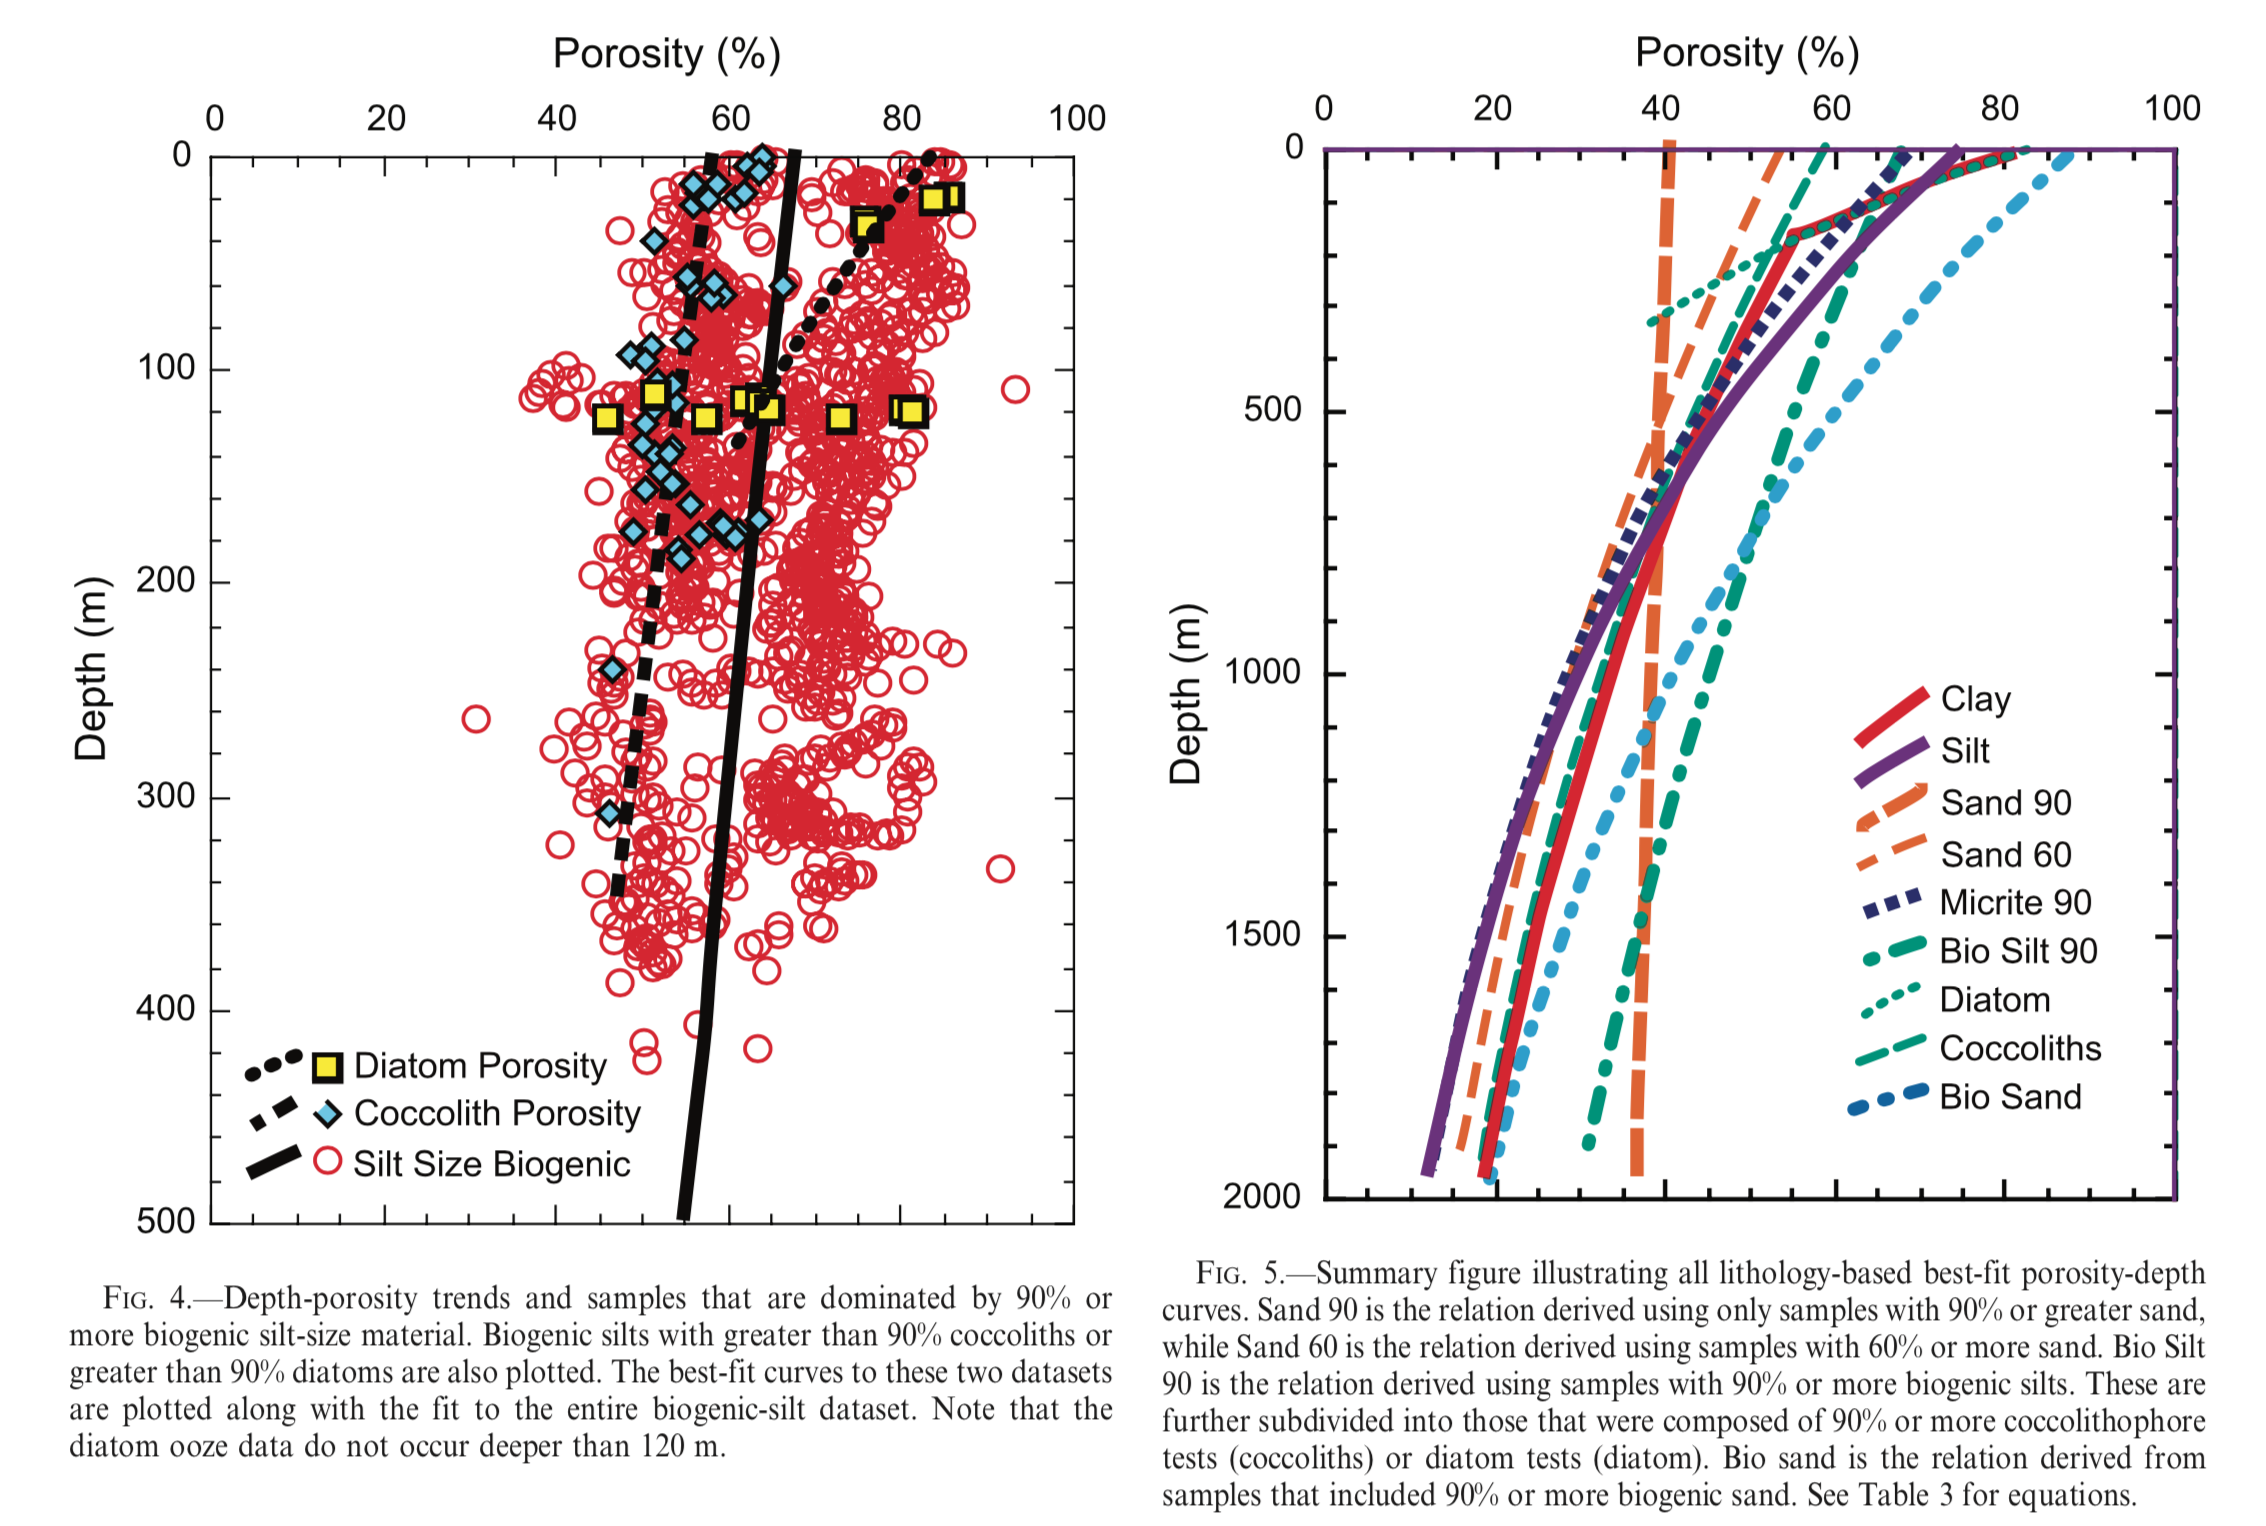 Porosity (%)
0 20 40 60 80 100
0
100
200
300
400
500
Depth (m)
Diatom Porosity
Coccolith Porosity
Silt Size Biogenic
FIG. 4.—Depth-porosity trends and samples that are dominated by 90% or
more biogenic silt-size material. Biogenic silts with greater than 90% coccoliths or
greater than 90% diatoms are also plotted. The best-fit curves to these two datasets
are plotted along with the fit to the entire biogenic-silt dataset. Note that the
diatom ooze data do not occur deeper than 120 m.
Porosity (%)
0 20 40 60 80 100
0
500
1000
1500
2000
Depth (m)
Clay
Silt
Sand 90
Sand 60
Micrite 90
Bio Silt 90
Diatom
Coccoliths
Bio Sand
FIG. 5.—Summary figure illustrating all lithology-based best-fit porosity-depth
curves. Sand 90 is the relation derived using only samples with 90% or greater sand,
while Sand 60 is the relation derived using samples with 60% or more sand. Bio Silt
90 is the relation derived using samples with 90% or more biogenic silts. These are
further subdivided into those that were composed of 90% or more coccolithophore
tests (coccoliths) or diatom tests (diatom). Bio sand is the relation derived from
samples that included 90% or more biogenic sand. See Table 3 for equations.